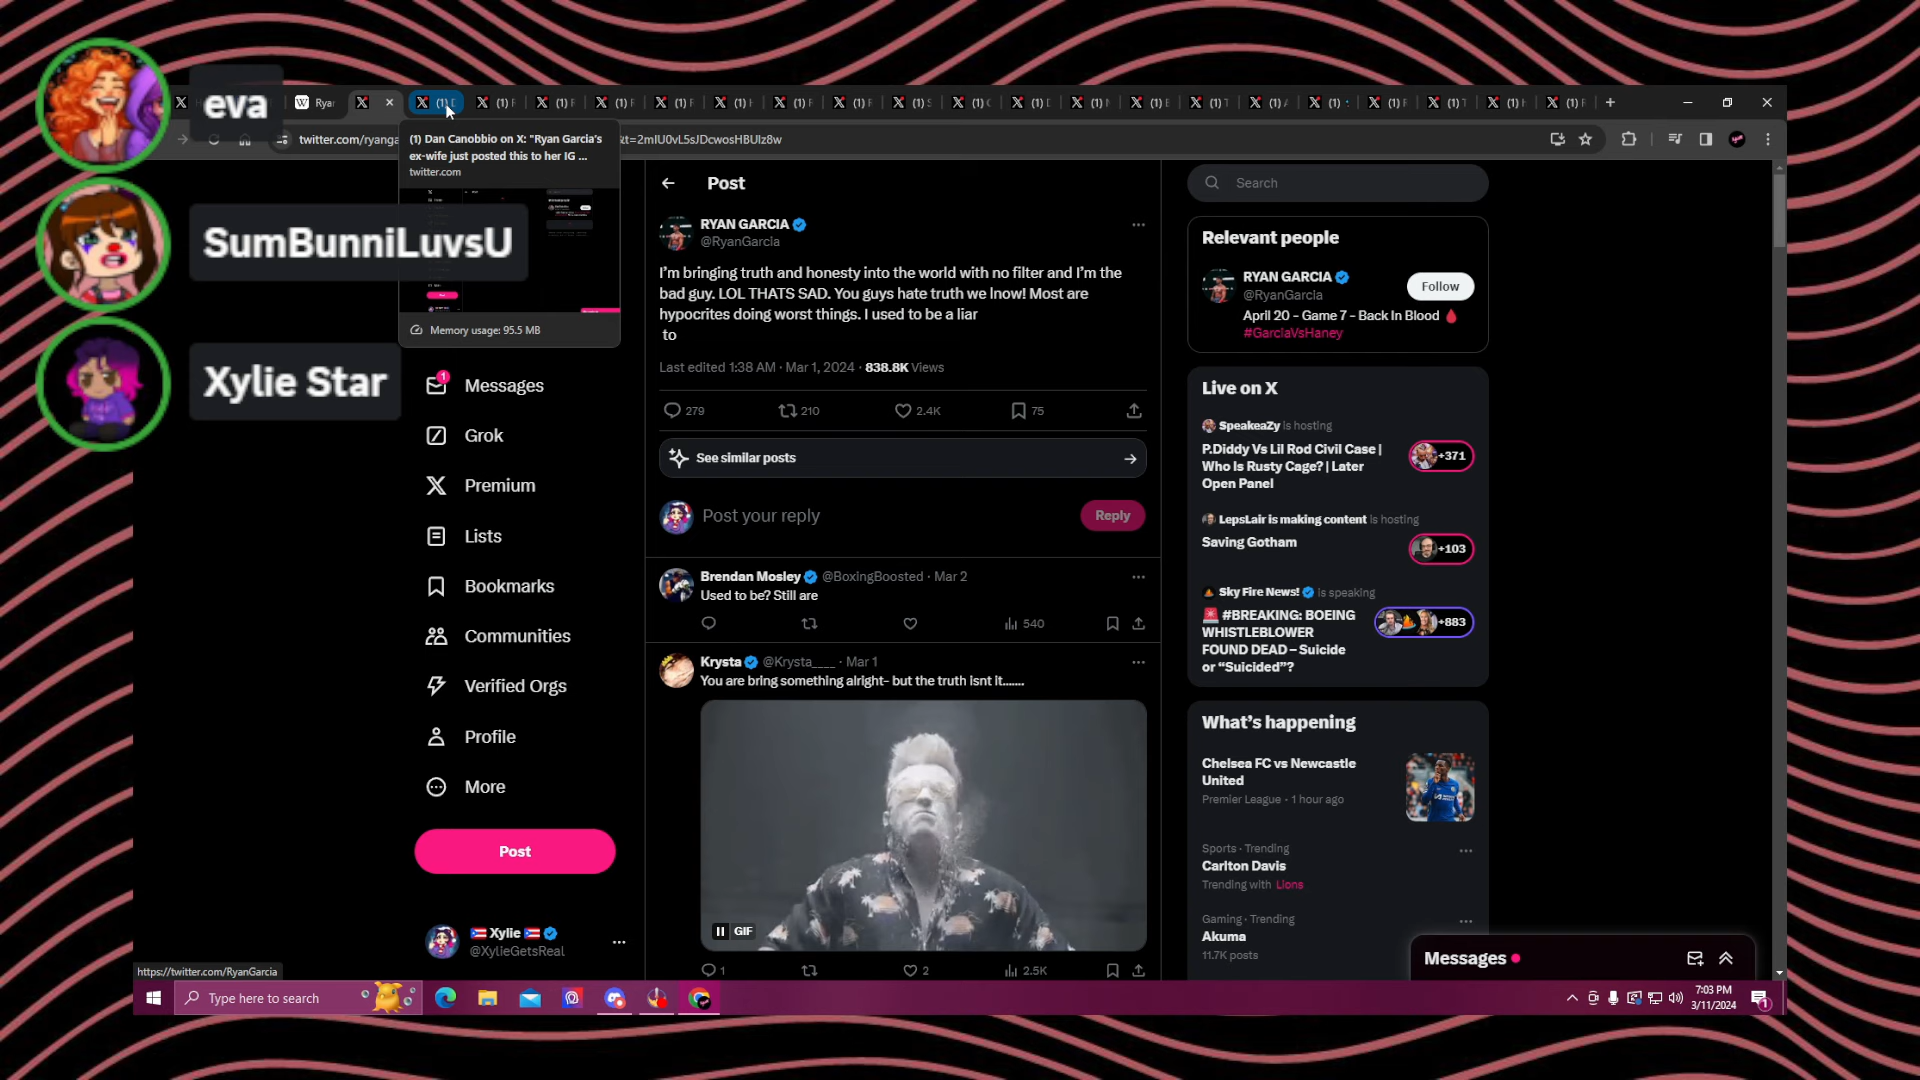 eva
SumBunniLuvsU
Xylie Star
Ryan
(1) D
twitter.com/ryanga
t=2mIU0vL5sJDcwosHBUlz8w
(1) Dan Canobbio on X: "Ryan Garcia's
ex-wife just posted this to her IG ...
twitter.com
Memory usage: 95.5 MB
Messages
1
Grok
Premium
Lists
Bookmarks
Communities
Verified Orgs
Profile
More
Post
Xylie
@XylieGetsReal
https://twitter.com/RyanGarcia
Post
RYAN GARCIA
@RyanGarcia
I'm bringing truth and honesty into the world with no filter and I'm the
bad guy. LOL THATS SAD. You guys hate truth we lnow! Most are
hypocrites doing worst things. I used to be a liar
to
Last edited 1:38 AM · Mar 1, 2024 · 838.8K Views
279 210 2.4K 75
See similar posts
Post your reply
Reply
Brendan Mosley @BoxingBoosted · Mar 2
Used to be? Still are
540
Krysta @Krysta____ · Mar 1
You are bring something alright- but the truth isnt it.......
GIF
1 2 2.5K
Search
Relevant people
RYAN GARCIA
@RyanGarcia
Follow
April 20 - Game 7 - Back In Blood
#GarciaVsHaney
Live on X
SpeakeaZy is hosting
P.Diddy Vs Lil Rod Civil Case |
Who Is Rusty Cage? | Later
Open Panel
+371
LepsLair is making content is hosting
Saving Gotham
+103
Sky Fire News! is speaking
#BREAKING: BOEING
WHISTLEBLOWER
FOUND DEAD – Suicide
or “Suicided”?
+883
What's happening
Chelsea FC vs Newcastle
United
Premier League · 1 hour ago
Sports · Trending
Carlton Davis
Trending with Lions
Gaming · Trending
Akuma
11.7K posts
Messages
Type here to search
7:03 PM
3/11/2024
1